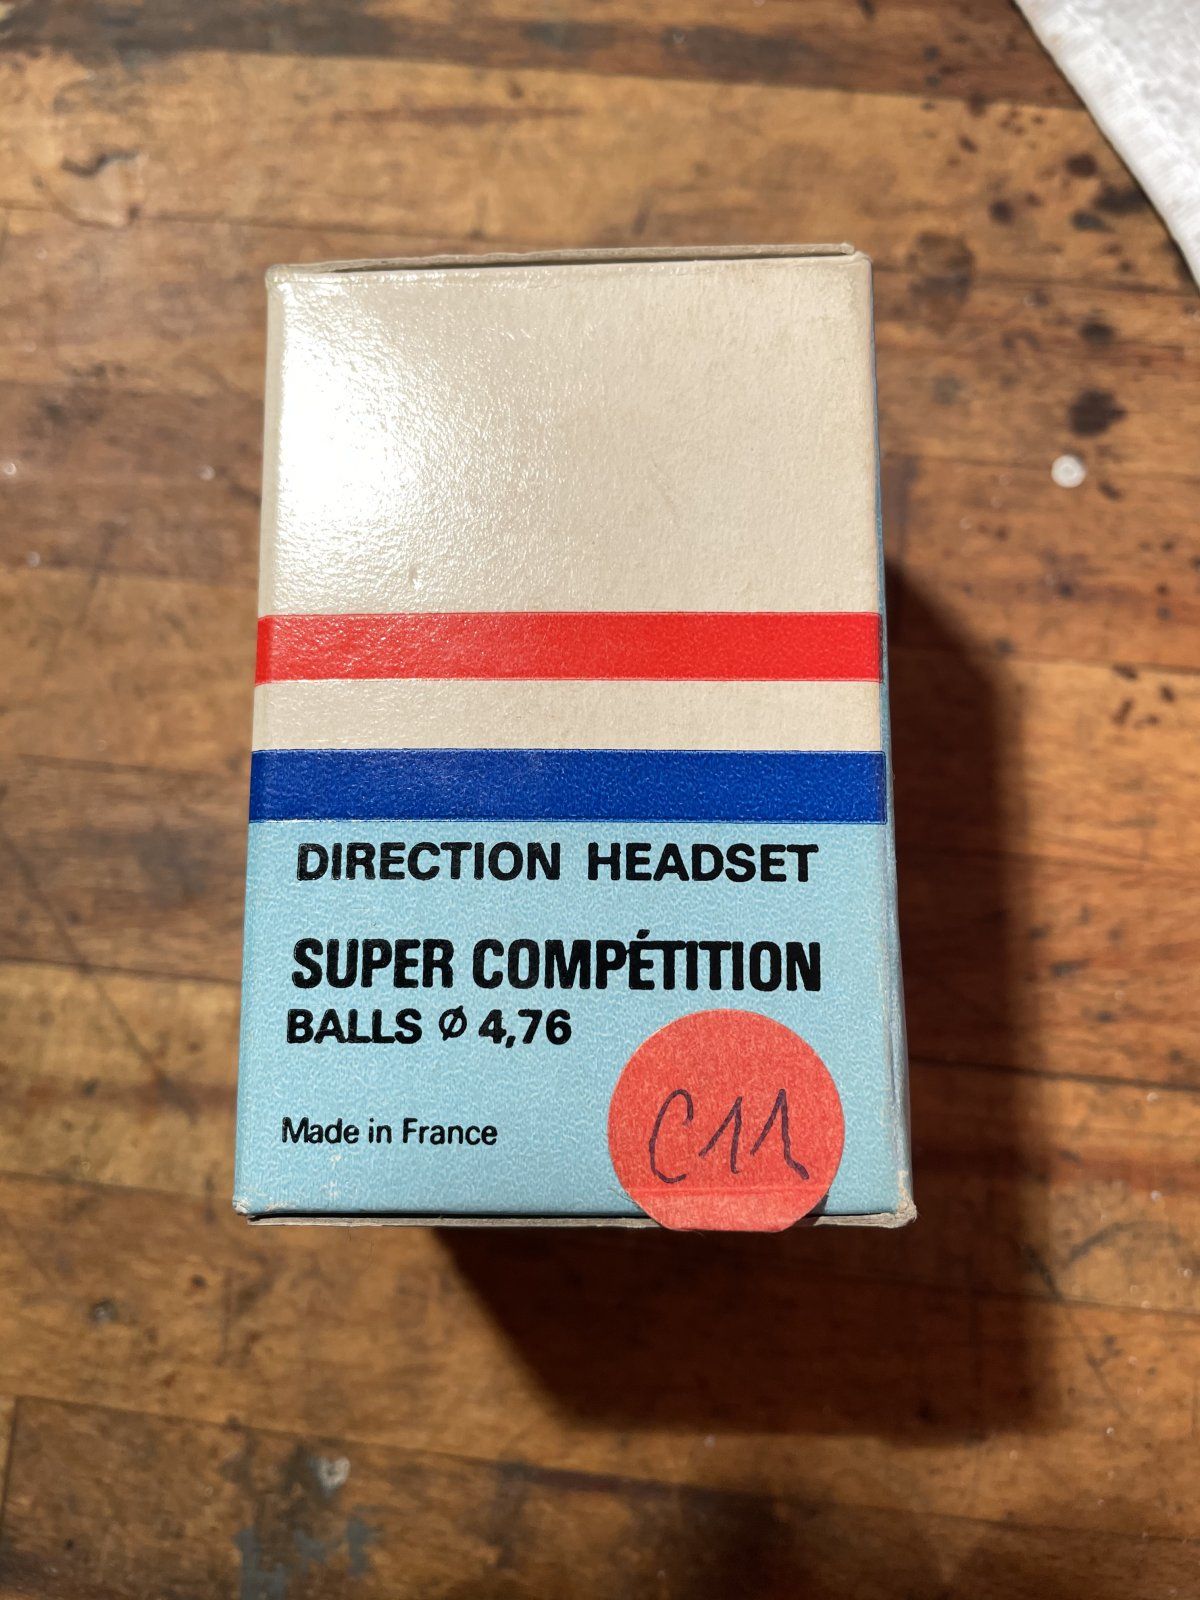 DIRECTION HEADSET
SUPER COMPÉTITION
BALLS Ø 4,76
Made in France
C11